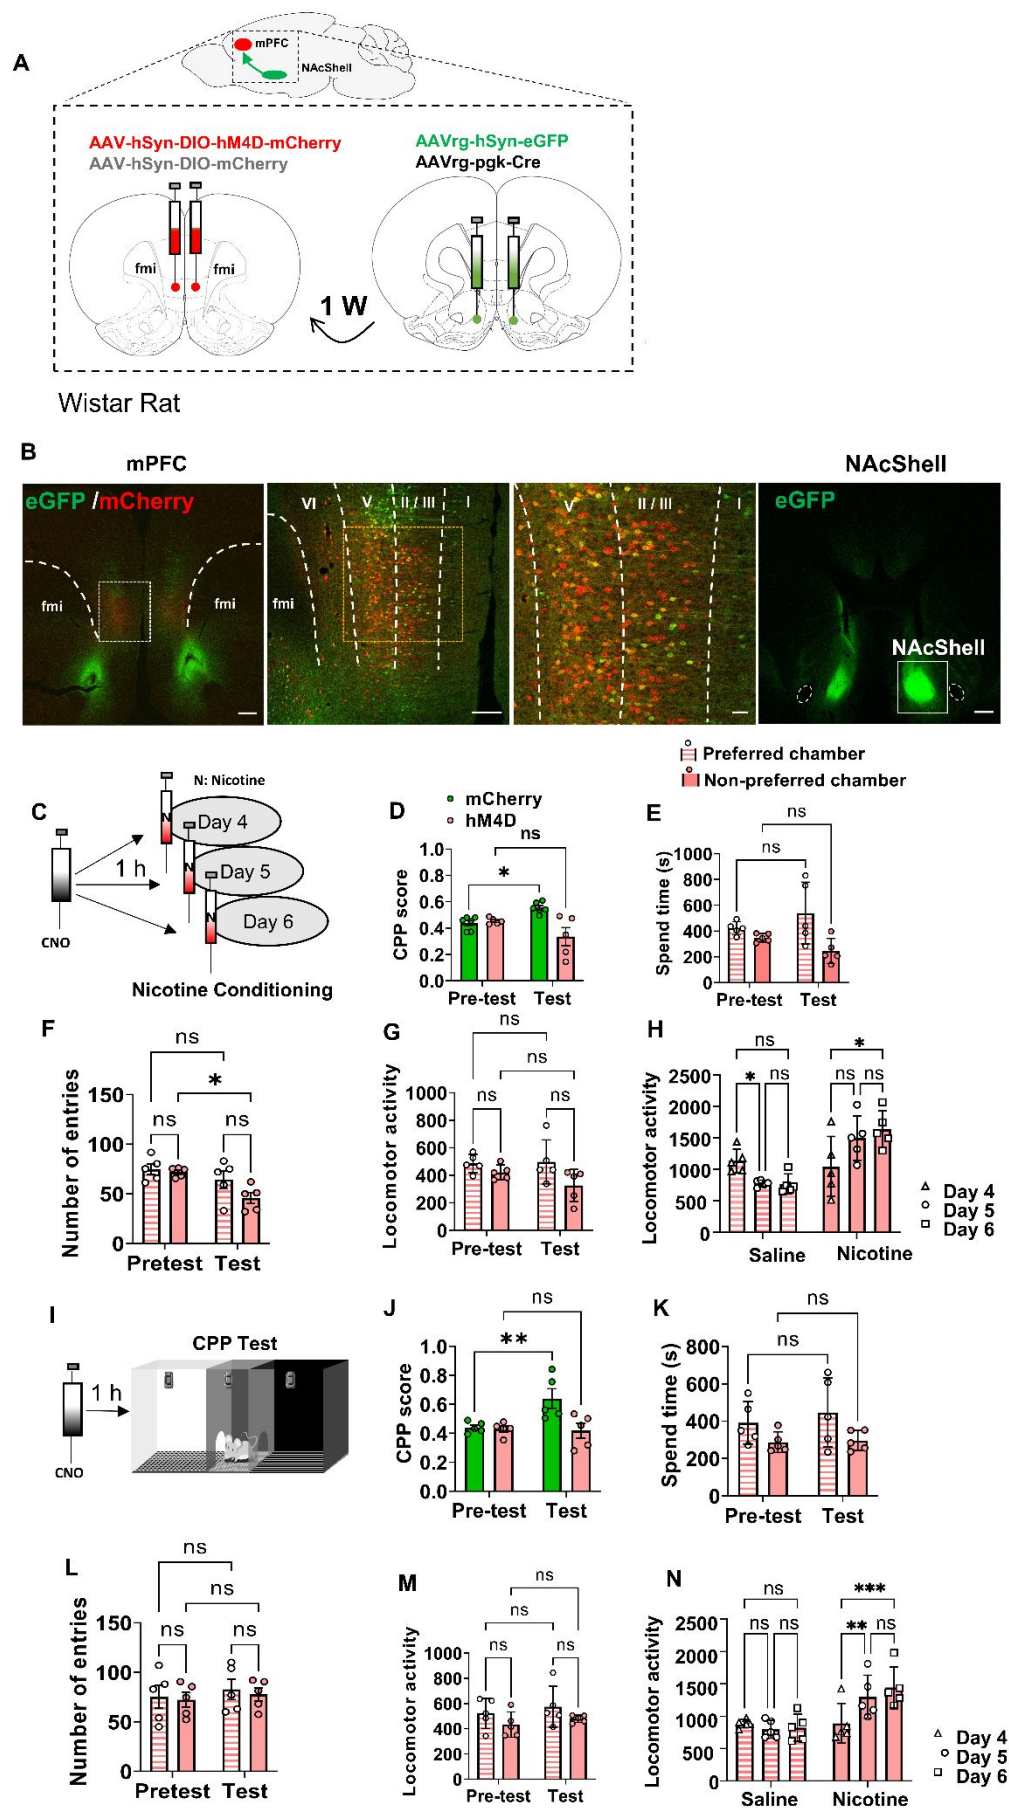 A
mPFC
NAcShell
AAV-hSyn-DIO-hM4D-mCherry
AAV-hSyn-DIO-mCherry
AAVrg-hSyn-eGFP
AAVrg-pgk-Cre
fmi
fmi
1 W
Wistar Rat
B
mPFC
NAcShell
eGFP /mCherry
fmi
fmi
VI
V
II / III
I
fmi
V
II / III
I
eGFP
NAcShell
Preferred chamber
Non-preferred chamber
C
N: Nicotine
N
Day 4
1 h
N
Day 5
N
Day 6
CNO
Nicotine Conditioning
D
mCherry
hM4D
ns
*
CPP score
1.0
0.8
0.6
0.4
0.2
0.0
Pre-test
Test
E
ns
ns
Spend time (s)
1000
800
600
400
200
0
Pre-test
Test
F
ns
*
ns
ns
Number of entries
150
100
50
0
Pretest
Test
G
ns
ns
ns
ns
Locomotor activity
1000
800
600
400
200
0
Pre-test
Test
H
ns
*
*
ns
ns
ns
Locomotor activity
2500
2000
1500
1000
500
0
Saline
Nicotine
Day 4
Day 5
Day 6
I
CPP Test
1 h
CNO
J
ns
**
CPP score
1.0
0.8
0.6
0.4
0.2
0.0
Pre-test
Test
K
ns
ns
Spend time (s)
800
600
400
200
0
Pre-test
Test
L
ns
ns
ns
ns
Number of entries
150
100
50
0
Pretest
Test
M
ns
ns
ns
ns
Locomotor activity
1000
800
600
400
200
0
Pre-test
Test
N
ns
***
ns
ns
**
ns
Locomotor activity
2500
2000
1500
1000
500
0
Saline
Nicotine
Day 4
Day 5
Day 6